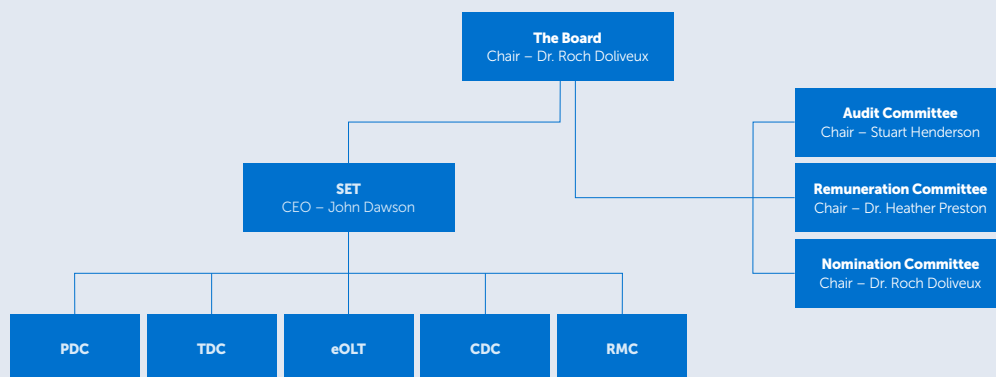 The Board
Chair – Dr. Roch Doliveux
Audit Committee
Chair – Stuart Henderson
SET
CEO – John Dawson
Remuneration Committee
Chair – Dr. Heather Preston
Nomination Committee
Chair – Dr. Roch Doliveux
PDC
TDC
eOLT
CDC
RMC